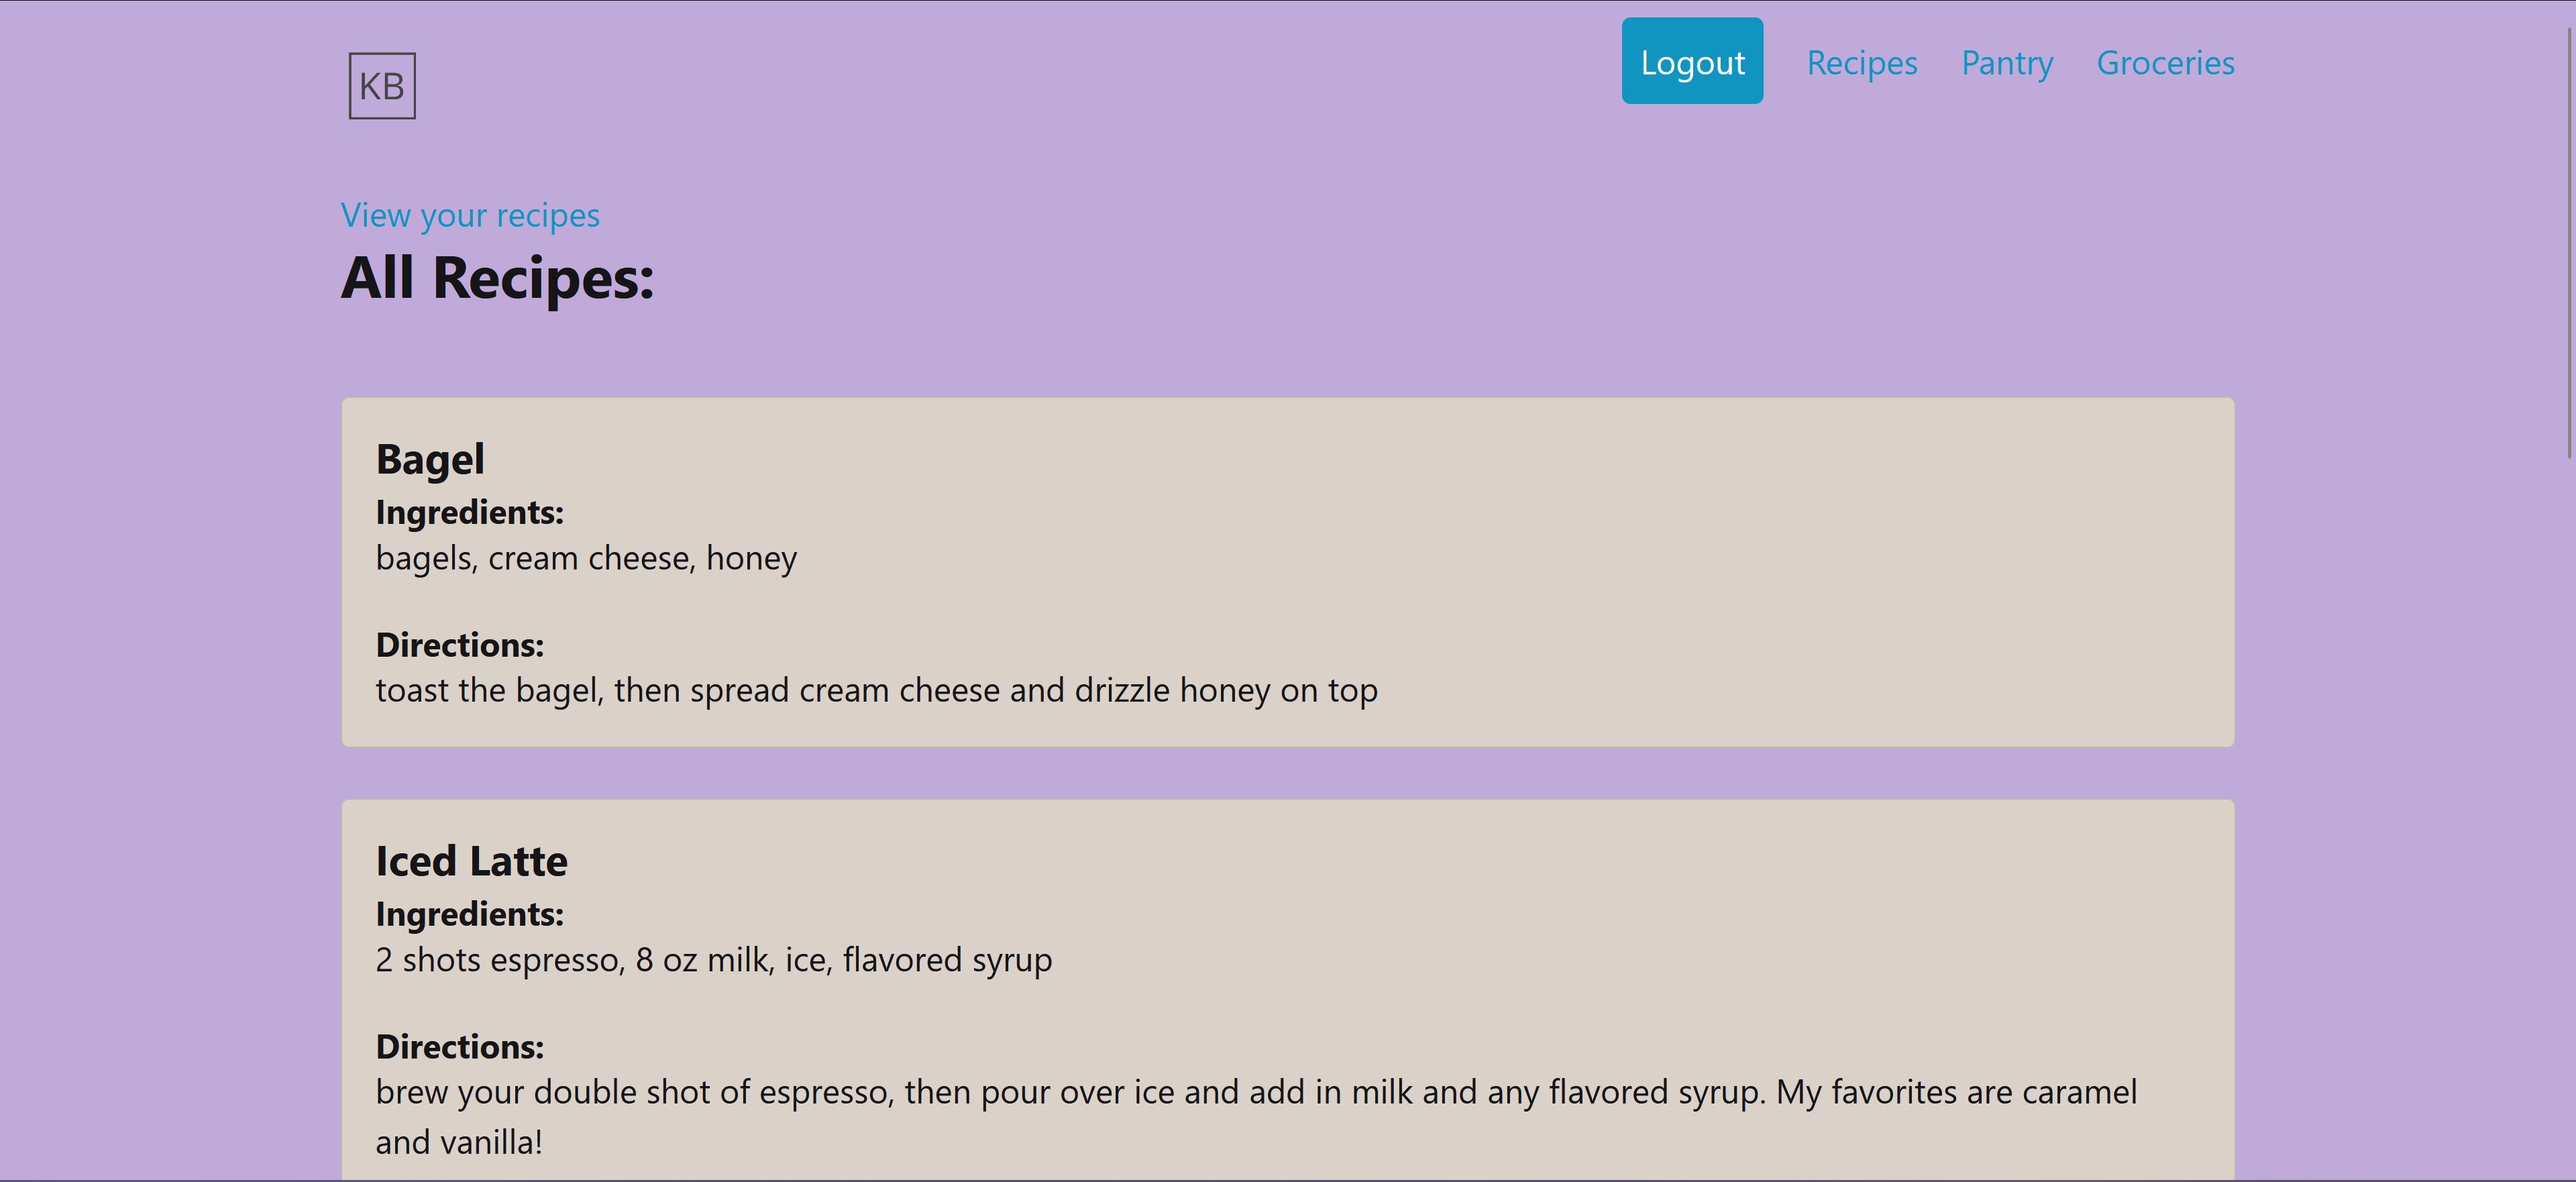 KB
Logout Recipes Pantry Groceries
View your recipes
All Recipes:
Bagel
Ingredients:
bagels, cream cheese, honey
Directions:
toast the bagel, then spread cream cheese and drizzle honey on top
Iced Latte
Ingredients:
2 shots espresso, 8 oz milk, ice, flavored syrup
Directions:
brew your double shot of espresso, then pour over ice and add in milk and any flavored syrup. My favorites are caramel
and vanilla!